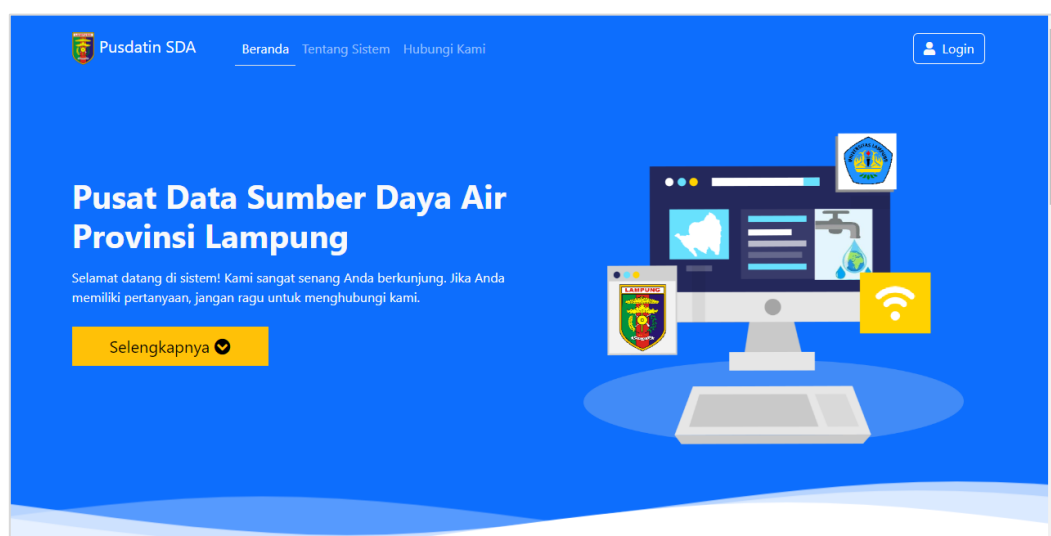 Pusdatin SDA
Beranda
Tentang Sistem
Hubungi Kami
Login
Pusat Data Sumber Daya Air
Provinsi Lampung
Selamat datang di sistem! Kami sangat senang Anda berkunjung. Jika Anda
memiliki pertanyaan, jangan ragu untuk menghubungi kami.
Selengkapnya
LAMPUNG